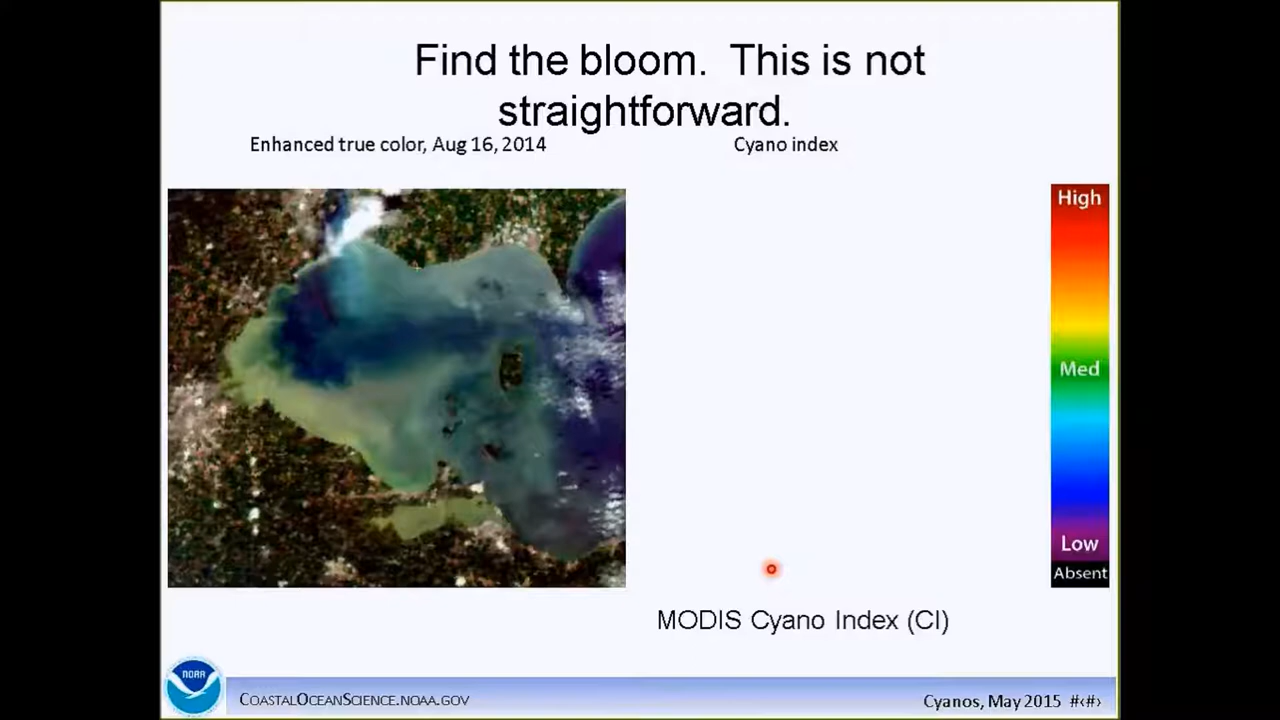 Find the bloom. This is not
straightforward.
Enhanced true color, Aug 16, 2014
Cyano index
High
Med
Low
Absent
MODIS Cyano Index (CI)
NOAA
COASTALOCEANSCIENCE.NOAA.GOV
Cyanos, May 2015 #‹#›